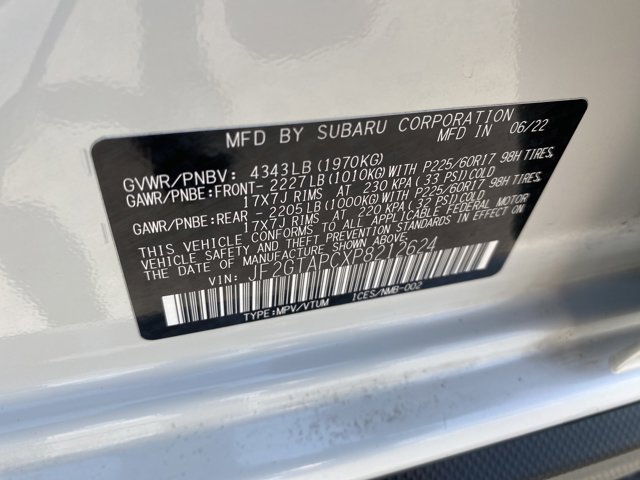 MFD BY SUBARU CORPORATION
MFD IN 06/22
GVWR/PNBV: 4343LB(1970KG)
GAWR/PNBE:FRONT-2227LB(1010KG)WITH P225/60R17 98H TIRES,
17X7J RIMS AT 230 KPA(33 PSI)COLD
GAWR/PNBE:REAR -2205LB(1000KG)WITH P225/60R17 98H TIRES,
17X7J RIMS AT 220 KPA(32 PSI)COLD
THIS VEHICLE CONFORMS TO ALL APPLICABLE FEDERAL MOTOR
VEHICLE SAFETY AND THEFT PREVENTION STANDARDS IN EFFECT ON
THE DATE OF MANUFACTURE SHOWN ABOVE.
VIN: JF2GTAPCXP8212624
TYPE:MPV/VTUM ICES/NMB-002